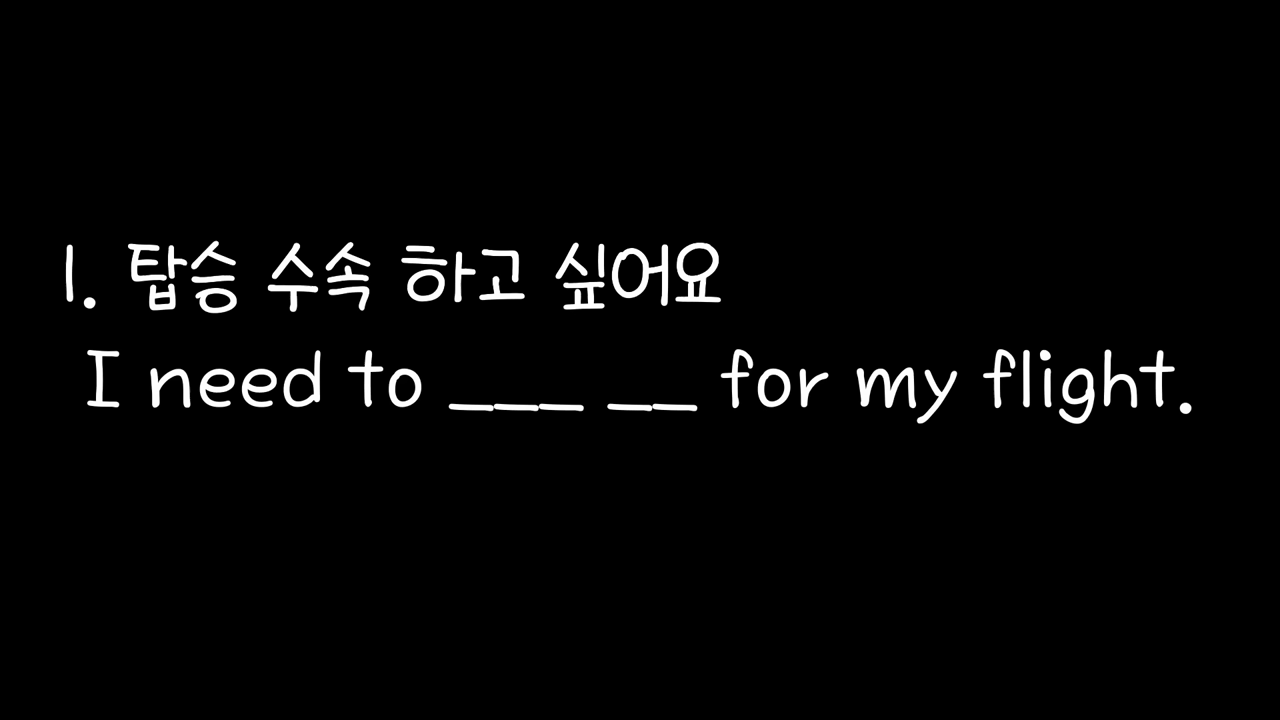 1. 탑승 수속 하고 싶어요
I need to ___ __ for my flight.